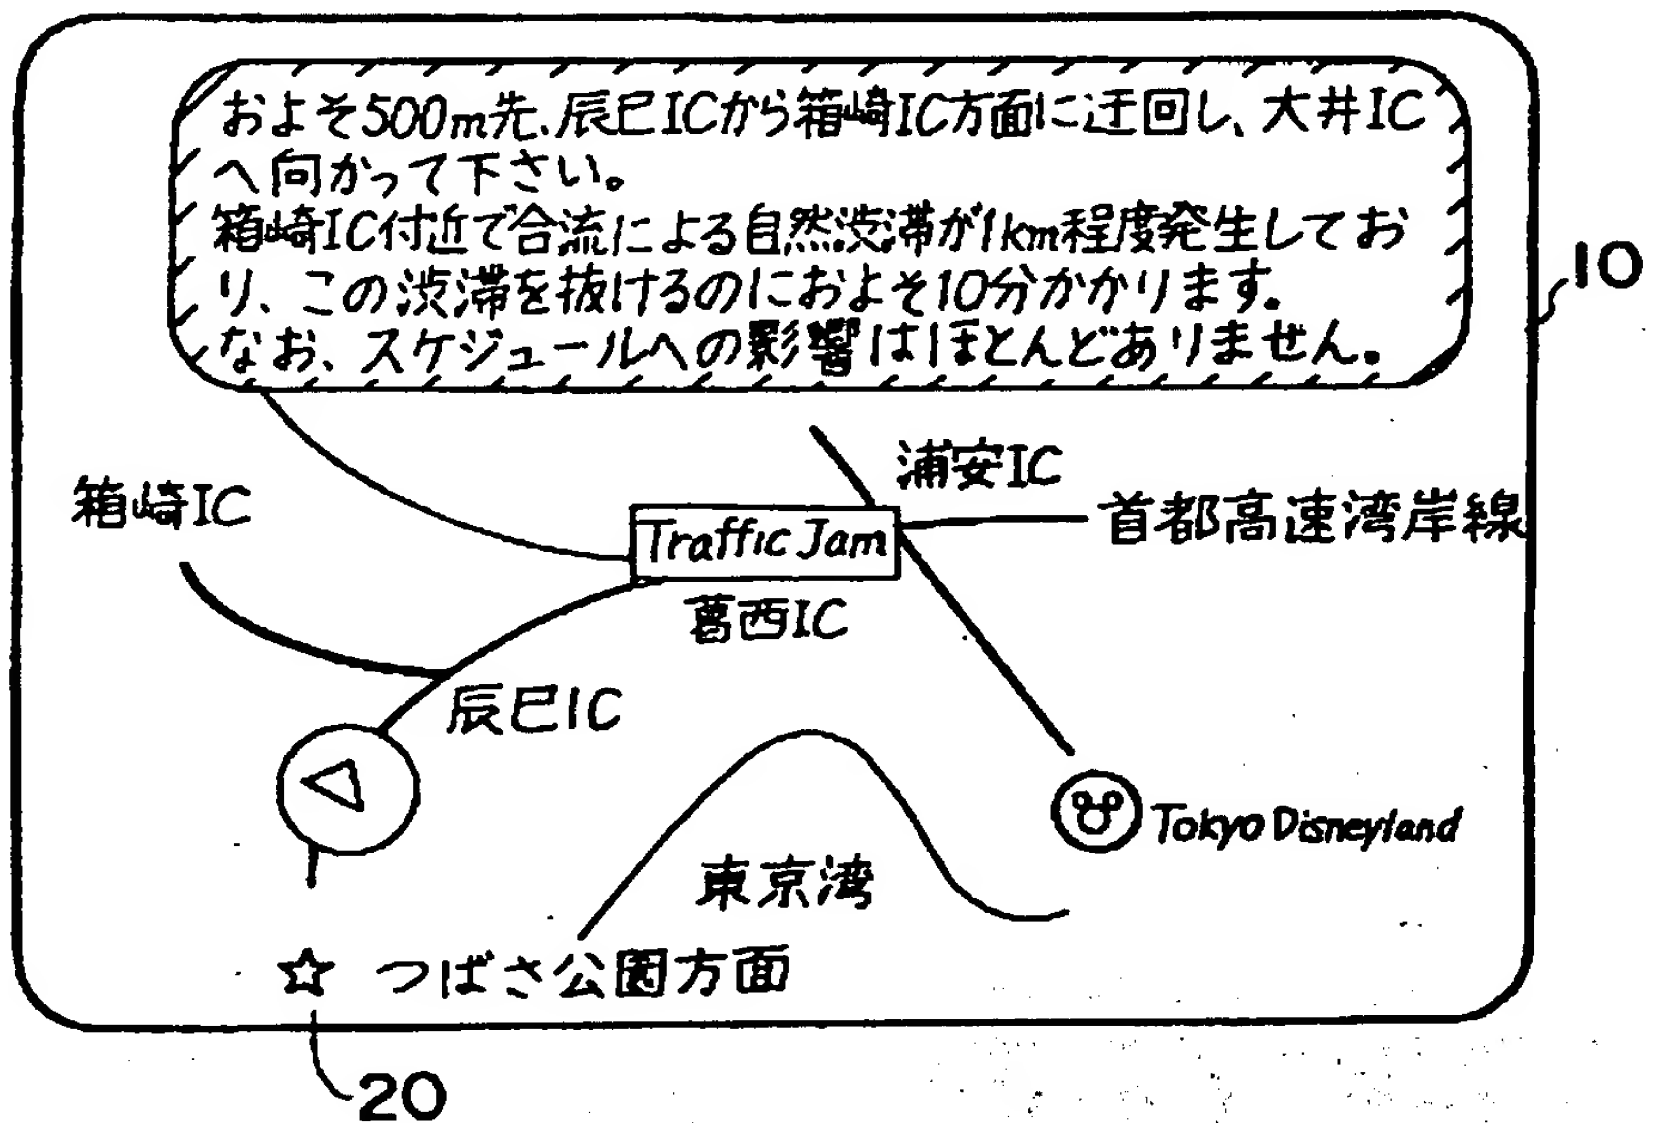 およそ500m先、辰巳ICから箱崎IC方面に迂回し、大井IC
へ向かって下さい。
箱崎IC付近で合流による自然渋滞が1km程度発生してお
り、この渋滞を抜けるのにおよそ10分かかります。
なお、スケジュールへの影響はほとんどありません。
10
浦安IC
箱崎IC
首都高速湾岸線
Traffic Jam
葛西IC
辰巳IC
Tokyo Disneyland
東京湾
☆ つばさ公園方面
20